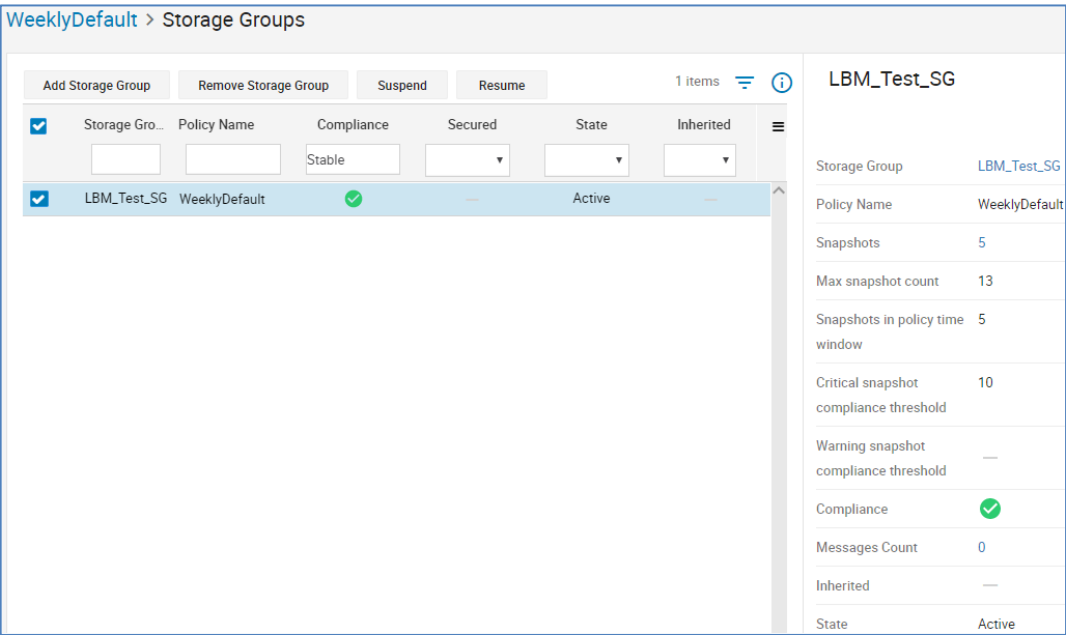 WeeklyDefault > Storage Groups
Add Storage Group Remove Storage Group Suspend Resume 1 items
Storage Gro... Policy Name Compliance Secured State Inherited
Stable
LBM_Test_SG WeeklyDefault — Active —
LBM_Test_SG
Storage Group LBM_Test_SG
Policy Name WeeklyDefault
Snapshots 5
Max snapshot count 13
Snapshots in policy time 5
window
Critical snapshot 10
compliance threshold
Warning snapshot —
compliance threshold
Compliance
Messages Count 0
Inherited —
State Active